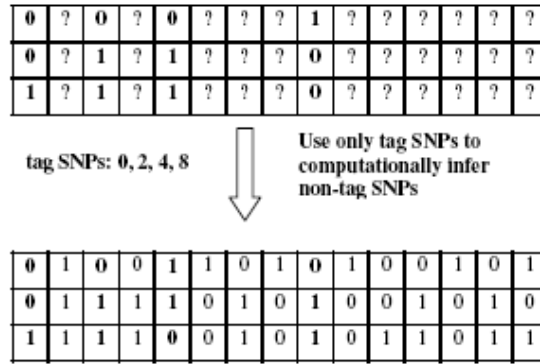 0 ? 0 ? 0 ? ? ? 1 ? ? ? ? ? ? ?
0 ? 1 ? 1 ? ? ? 0 ? ? ? ? ? ? ?
1 ? 1 ? 1 ? ? ? 0 ? ? ? ? ? ? ?
tag SNPs: 0, 2, 4, 8
Use only tag SNPs to
computationally infer
non-tag SNPs
0 1 0 0 1 1 0 1 0 1 0 0 1 0 1
0 1 1 1 1 0 1 0 1 0 0 1 0 1 0
1 1 1 1 0 0 1 0 1 0 1 1 0 1 1